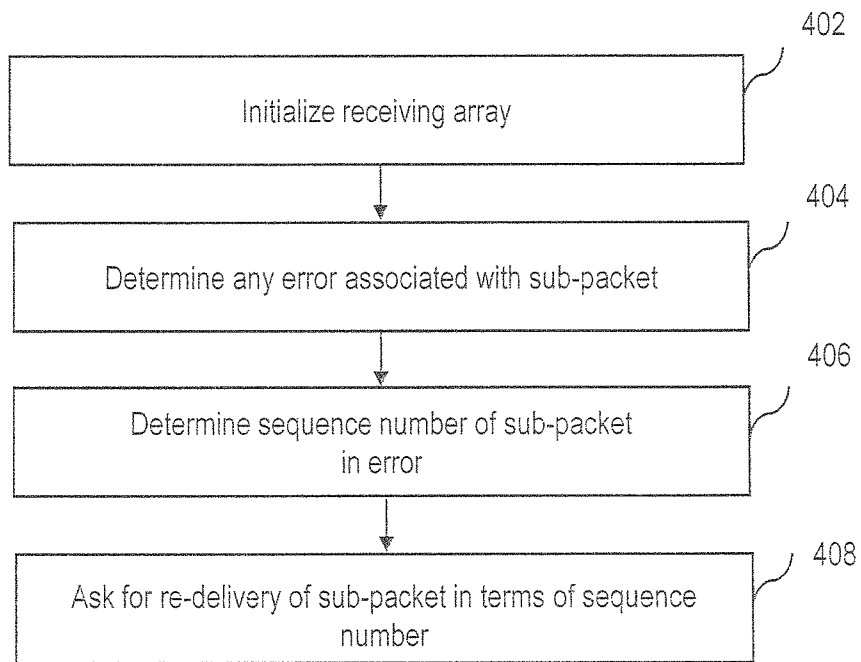 402
Initialize receiving array
404
Determine any error associated with sub-packet
406
Determine sequence number of sub-packet
in error
408
Ask for re-delivery of sub-packet in terms of sequence
number